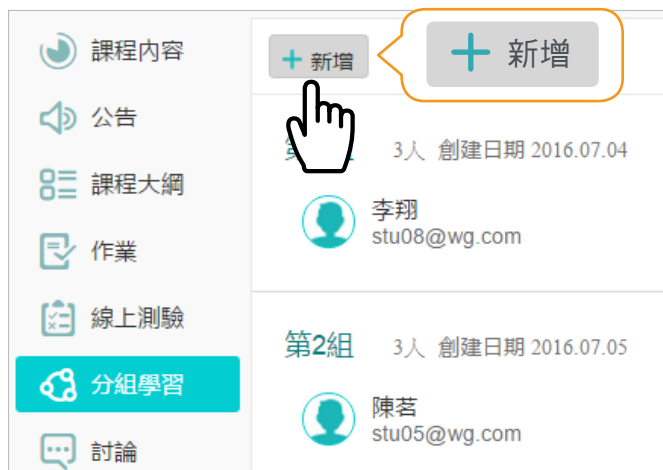 課程內容
公告
課程大綱
作業
線上測驗
分組學習
討論
新增
新增
3人 創建日期 2016.07.04
李翔
stu08@wg.com
第2組 3人 創建日期 2016.07.05
陳茗
stu05@wg.com